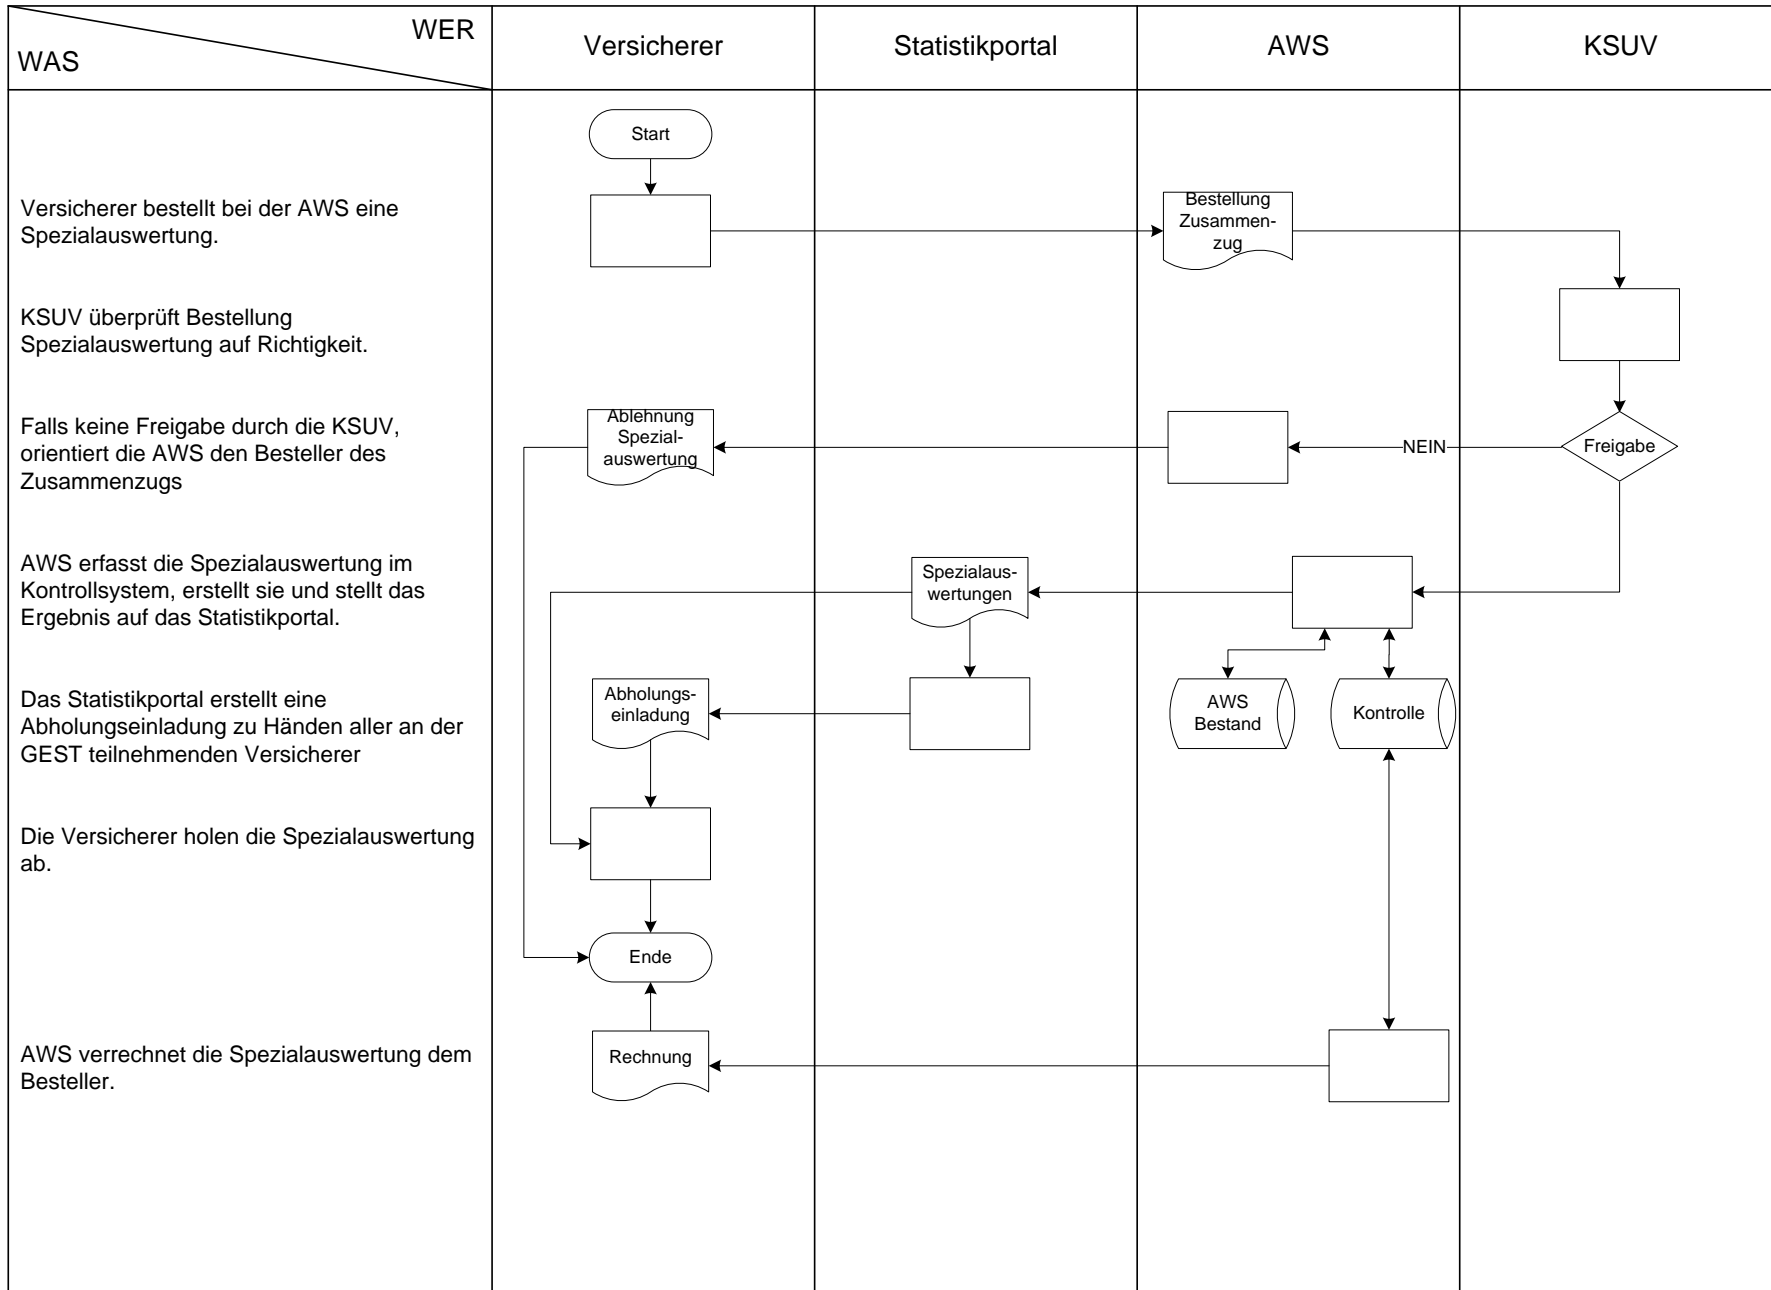 WER
WAS
Versicherer
Statistikportal
AWS
KSUV
Start
Versicherer bestellt bei der AWS eine
Spezialauswertung.
Bestellung
Zusammen-
zug
KSUV überprüft Bestellung
Spezialauswertung auf Richtigkeit.
Falls keine Freigabe durch die KSUV,
orientiert die AWS den Besteller des
Zusammenzugs
Ablehnung
Spezial-
auswertung
NEIN
Freigabe
AWS erfasst die Spezialauswertung im
Kontrollsystem, erstellt sie und stellt das
Ergebnis auf das Statistikportal.
Spezialaus-
wertungen
Das Statistikportal erstellt eine
Abholungseinladung zu Händen aller an der
GEST teilnehmenden Versicherer
Abholungs-
einladung
AWS
Bestand
Kontrolle
Die Versicherer holen die Spezialauswertung
ab.
Ende
AWS verrechnet die Spezialauswertung dem
Besteller.
Rechnung